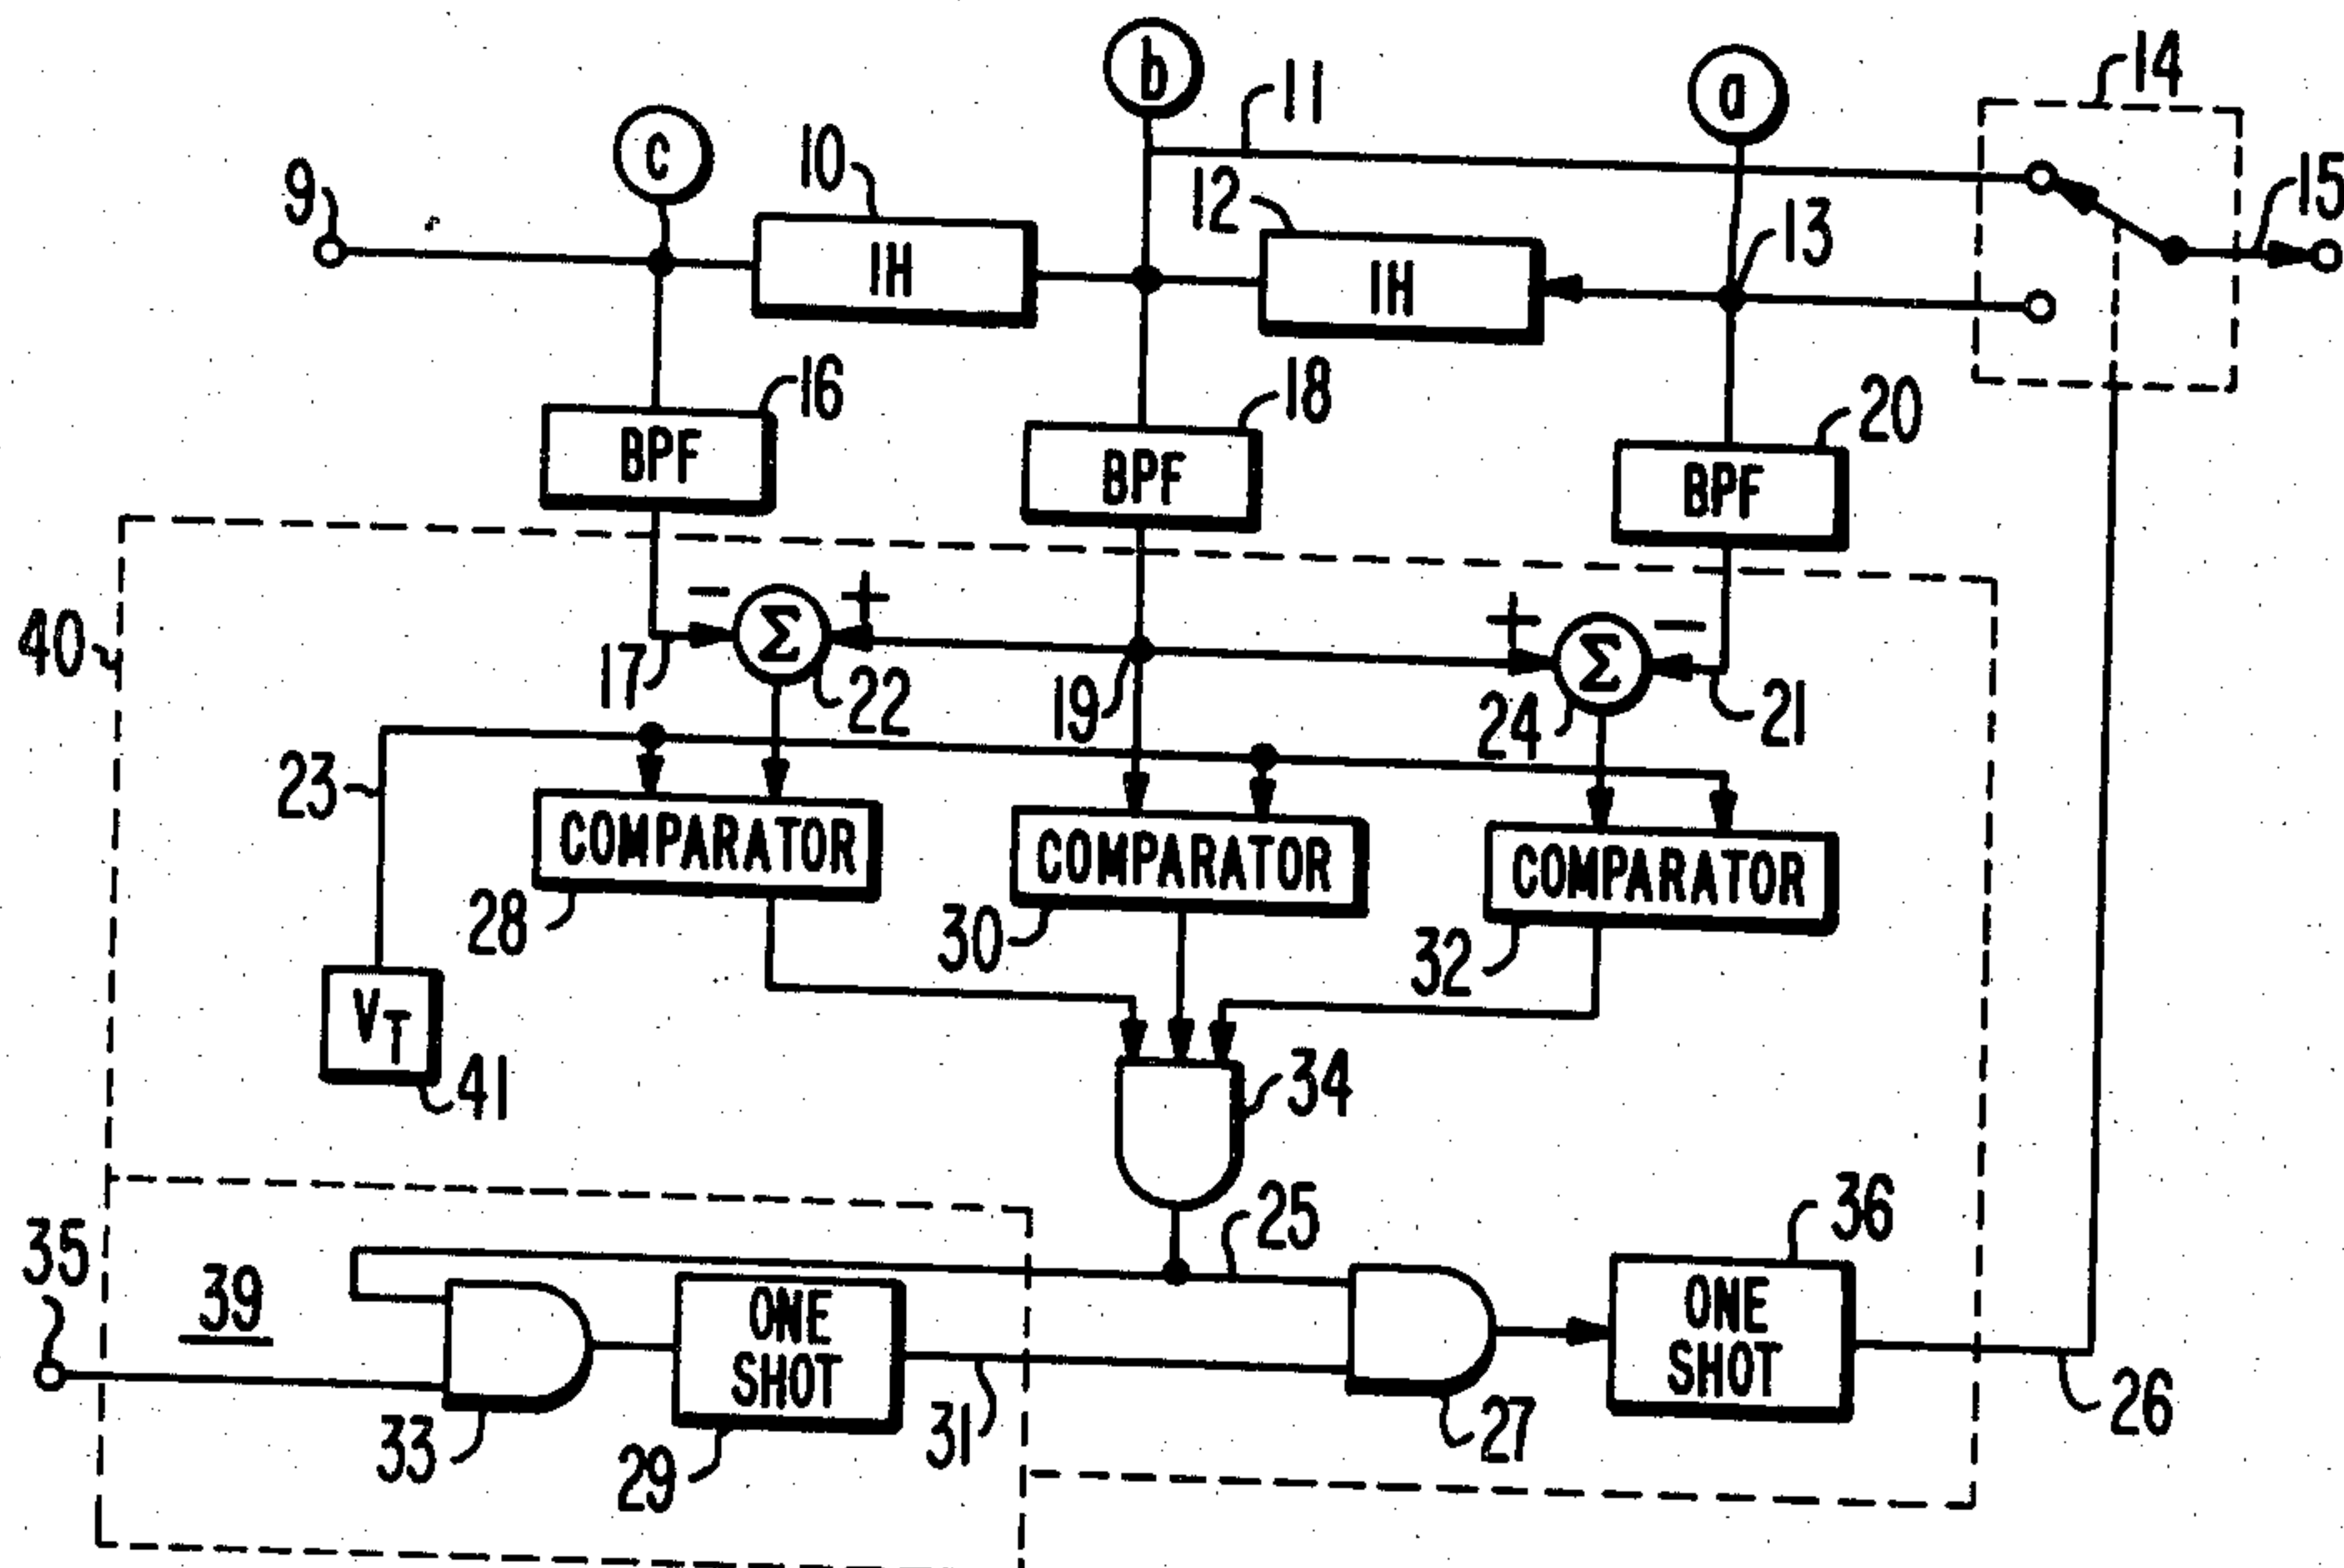 b
a
c
14
11
10
12
9
15
13
1H
1H
16
18
20
BPF
BPF
BPF
−
+
+
−
Σ
Σ
40
17
22
19
24
21
23
COMPARATOR
COMPARATOR
COMPARATOR
28
30
32
VT
41
34
35
25
36
39
ONE
SHOT
ONE
SHOT
33
29
31
27
26